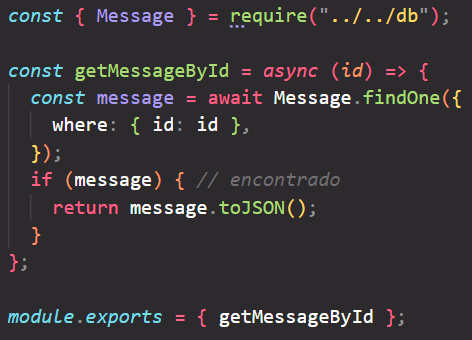 const { Message } = require("../../db");
const getMessageById = async (id) => {
const message = await Message.findOne({
where: { id: id },
});
if (message) { // encontrado
return message.toJSON();
}
};
module.exports = { getMessageById };